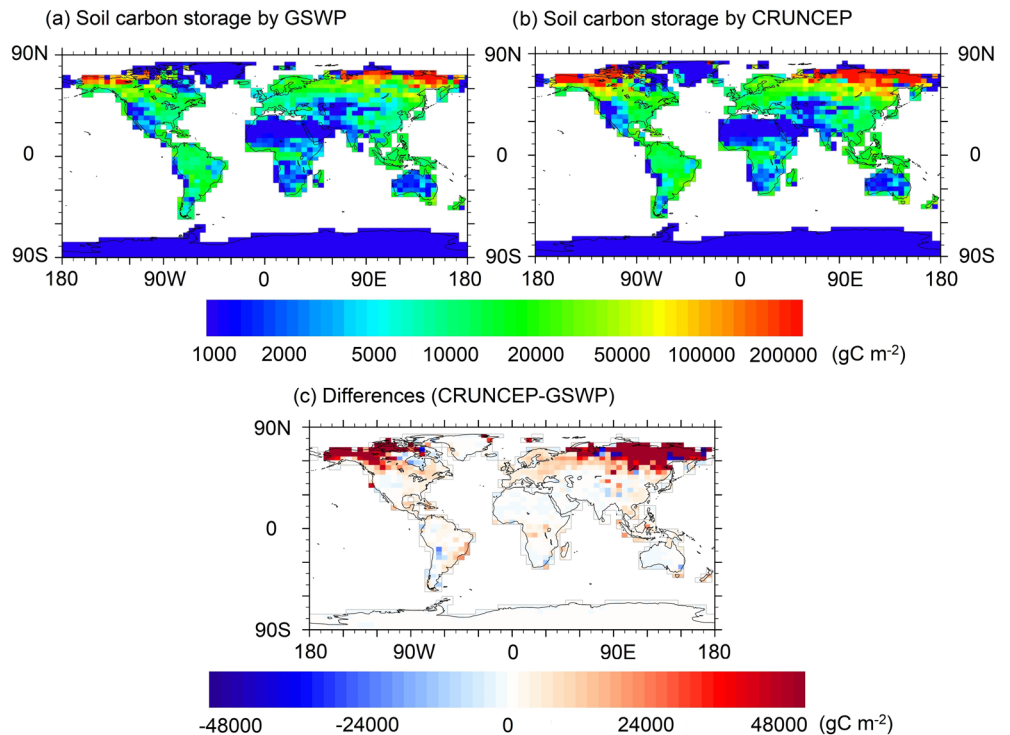 (a) Soil carbon storage by GSWP
(b) Soil carbon storage by CRUNCEP
90N
0
90S
180 90W 0 90E 180
90N
0
90S
180 90W 0 90E 180
1000 2000 5000 10000 20000 50000 100000 200000 (gC m-2)
(c) Differences (CRUNCEP-GSWP)
90N
0
90S
180 90W 0 90E 180
-48000 -24000 0 24000 48000 (gC m-2)